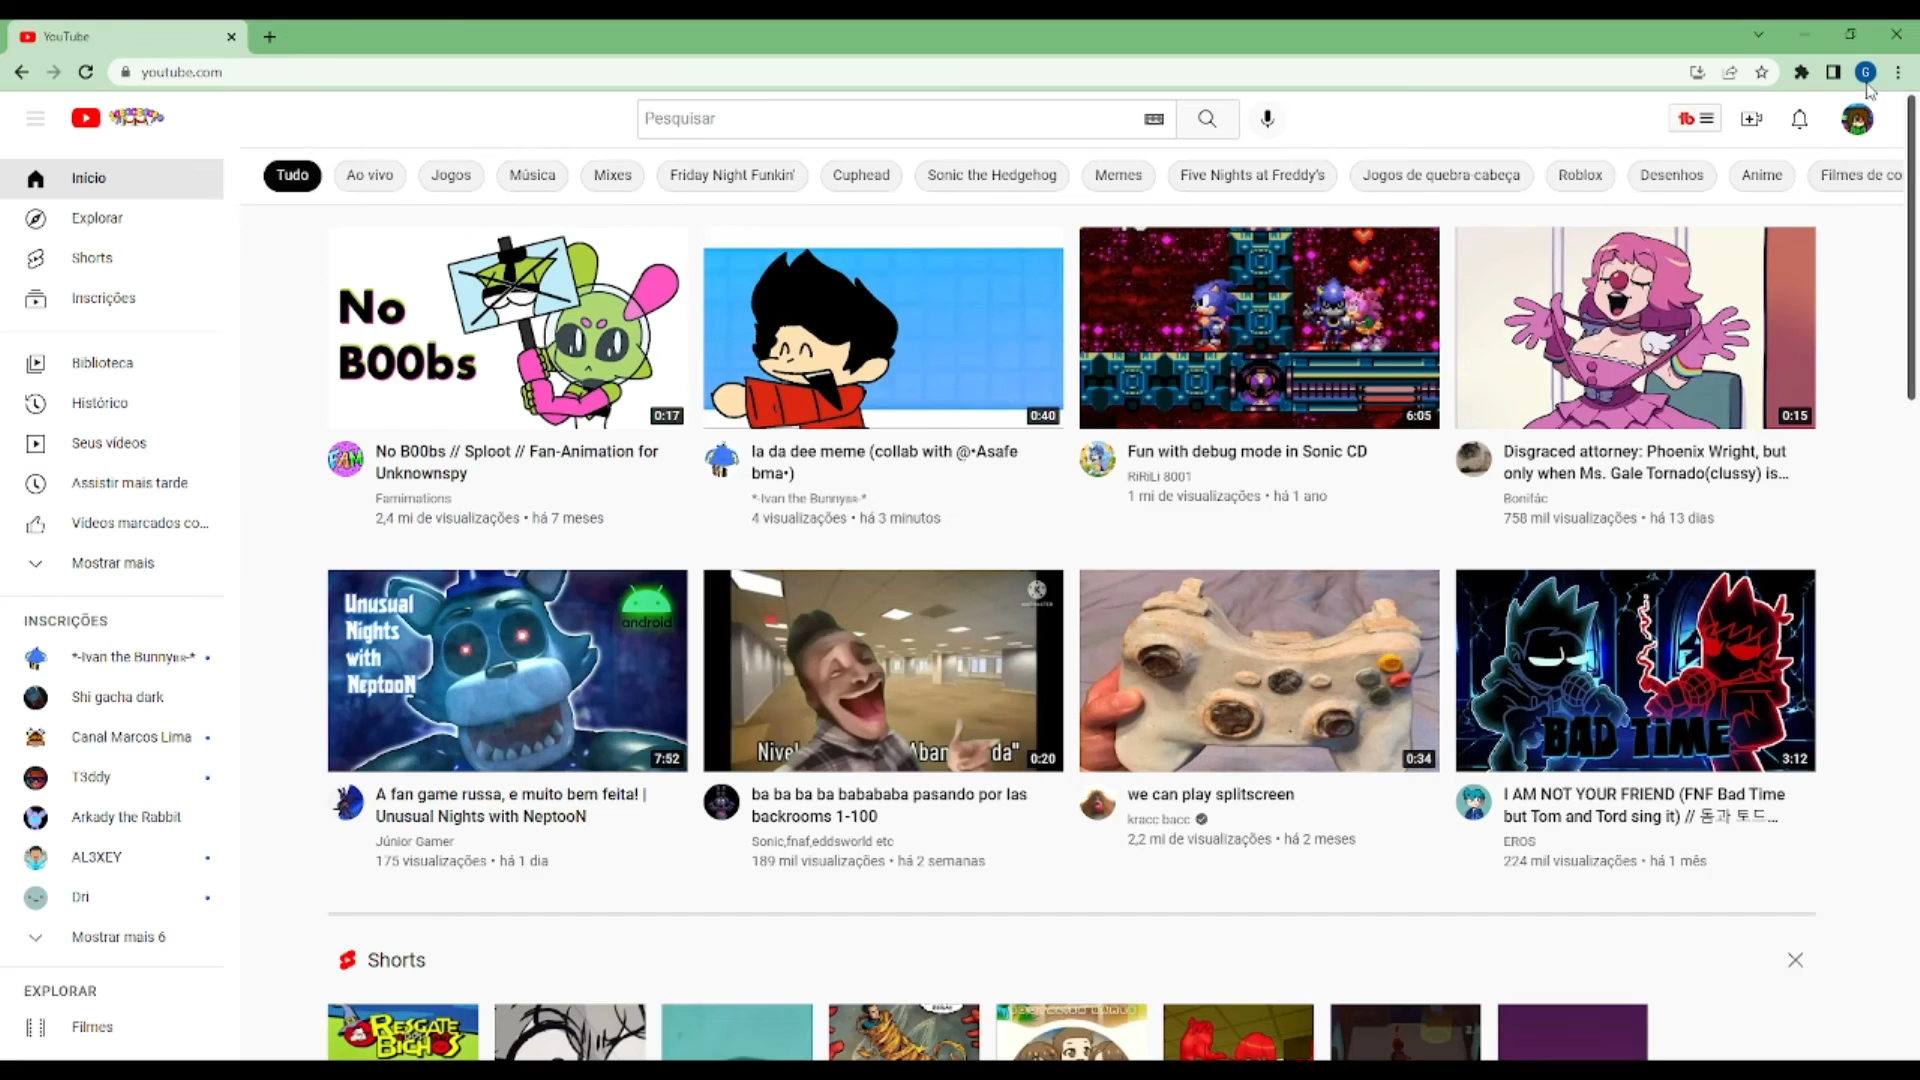 YouTube
youtube.com
Pesquisar
G
Tudo
Ao vivo
Jogos
Música
Mixes
Friday Night Funkin'
Cuphead
Sonic the Hedgehog
Memes
Five Nights at Freddy's
Jogos de quebra-cabeça
Roblox
Desenhos
Anime
Filmes de co
Início
Explorar
Shorts
Inscrições
Biblioteca
Histórico
Seus vídeos
Assistir mais tarde
Vídeos marcados co...
Mostrar mais
INSCRIÇÕES
*-Ivan the Bunny
Shi gacha dark
Canal Marcos Lima
T3ddy
Arkady the Rabbit
AL3XEY
Dri
Mostrar mais 6
EXPLORAR
Filmes
No
B00bs
0:17
No B00bs // Sploot // Fan-Animation for
Unknownspy
Famimations
2,4 mi de visualizações • há 7 meses
0:40
la da dee meme (collab with @•Asafe
bma•)
*-Ivan the Bunny
4 visualizações • há 3 minutos
6:05
Fun with debug mode in Sonic CD
RiRiLi 8001
1 mi de visualizações • há 1 ano
0:15
Disgraced attorney: Phoenix Wright, but
only when Ms. Gale Tornado(clussy) is...
Bonifác
758 mil visualizações • há 13 dias
Unusual
Nights
with
NeptooN
android
7:52
A fan game russa, e muito bem feita! |
Unusual Nights with NeptooN
Júnior Gamer
175 visualizações • há 1 dia
0:20
ba ba ba ba babababa pasando por las
backrooms 1-100
Sonic,fnaf,eddsworld etc
189 mil visualizações • há 2 semanas
0:34
we can play splitscreen
kracc bacc
2,2 mi de visualizações • há 2 meses
BAD TIME
3:12
I AM NOT YOUR FRIEND (FNF Bad Time
but Tom and Tord sing it) // 톰과 토드...
EROS
224 mil visualizações • há 1 mês
Shorts
RESGATE
BICHOS